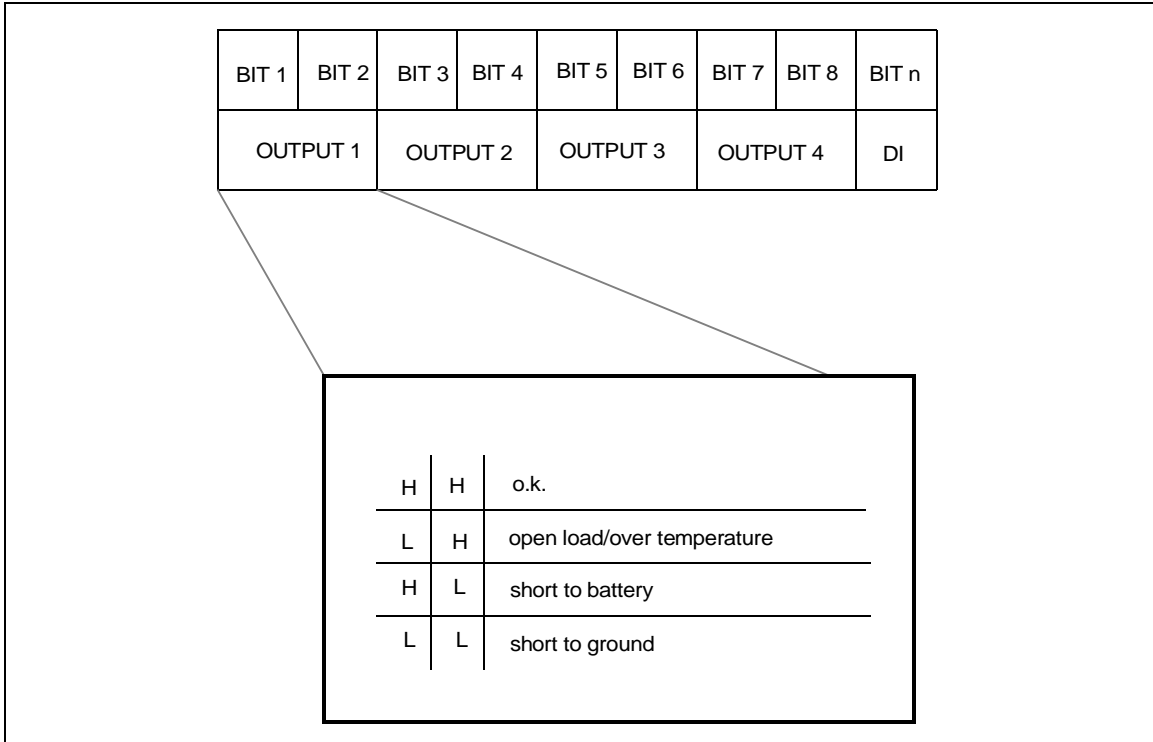 BIT 1 BIT 2 BIT 3 BIT 4 BIT 5 BIT 6 BIT 7 BIT 8 BIT n
OUTPUT 1 OUTPUT 2 OUTPUT 3 OUTPUT 4 DI
H H o.k.
L H open load/over temperature
H L short to battery
L L short to ground